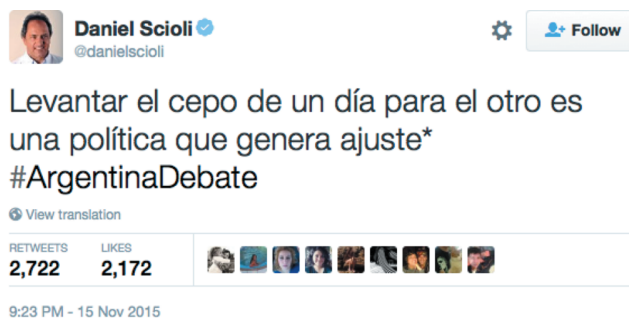 Daniel Scioli
@danielscioli
Follow
Levantar el cepo de un día para el otro es
una política que genera ajuste*
#ArgentinaDebate
View translation
RETWEETS LIKES
2,722 2,172
9:23 PM - 15 Nov 2015